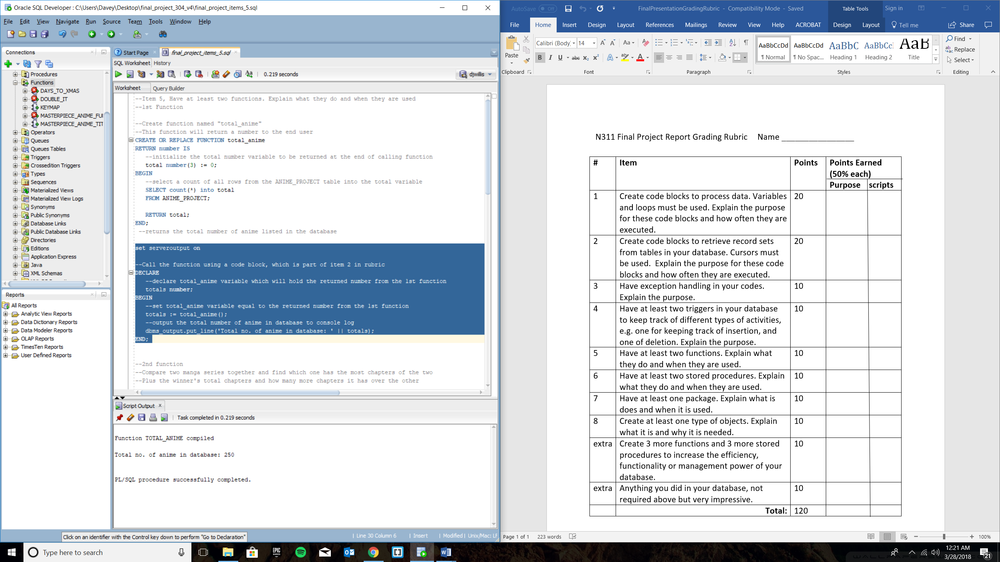 Oracle SQL Developer : C:\Users\Davey\Desktop\final_project_304_v4\final_project_items_5.sql
File Edit View Navigate Run Source Team Tools Window Help
Connections
Procedures
Functions
DAYS_TO_XMAS
DOUBLE_IT
KEYMAP
MASTERPIECE_ANIME_FU
MASTERPIECE_ANIME_TIT
Operators
Queues
Queues Tables
Triggers
Crossedition Triggers
Types
Sequences
Materialized Views
Materialized View Logs
Synonyms
Public Synonyms
Database Links
Public Database Links
Directories
Editions
Application Express
Java
XML Schemas
Reports
All Reports
Analytic View Reports
Data Dictionary Reports
Data Modeler Reports
OLAP Reports
TimesTen Reports
User Defined Reports
Start Page final_project_items_5.sql
SQL Worksheet History
0.219 seconds djwillis
Worksheet Query Builder
--Item 5, Have at least two functions. Explain what they do and when they are used
--1st Function
--Create function named "total_anime"
--This function will return a number to the end user
CREATE OR REPLACE FUNCTION total_anime
RETURN number IS
--initialize the total number variable to be returned at the end of calling function
total number(3) := 0;
BEGIN
--select a count of all rows from the ANIME_PROJECT table into the total variable
SELECT count(*) into total
FROM ANIME_PROJECT;
RETURN total;
END;
--returns the total number of anime listed in the database
set serveroutput on
--Call the function using a code block, which is part of item 2 in rubric
DECLARE
--declare total_anime variable which will hold the returned number from the 1st function
totals number;
BEGIN
--set total_anime variable equal to the returned number from the 1st function
totals := total_anime();
--output the total number of anime in database to console log
dbms_output.put_line('Total no. of anime in database: ' || totals);
END;
--2nd function
--Compare two manga series together and find which one has the most chapters of the two
--Plus the winner's total chapters and how many more chapters it has over the other
Script Output
Task completed in 0.219 seconds
Function TOTAL_ANIME compiled
Total no. of anime in database: 250
PL/SQL procedure successfully completed.
Click on an identifier with the Control key down to perform "Go to Declaration"
Line 30 Column 6 Insert Modified Unix/Mac: LF
AutoSave Off FinalPresentationGradingRubric - Compatibility Mode - Saved Table Tools Sign in
File Home Insert Design Layout References Mailings Review View Help ACROBAT Design Layout Tell me Share
Paste Calibri (Body) 14 Aa
B I U abc x₂ x² A ab A
AaBbCcDd AaBbCcDd AaBbC AaBbCc AaB
¶ Normal ¶ No Spac... Heading 1 Heading 2 Title
Find
Replace
Select
Clipboard Font Paragraph Styles Editing
N311 Final Project Report Grading Rubric Name ________________
# Item Points Points Earned
(50% each)
Purpose scripts
1 Create code blocks to process data. Variables 20
and loops must be used. Explain the purpose
for these code blocks and how often they are
executed.
2 Create code blocks to retrieve record sets 20
from tables in your database. Cursors must
be used. Explain the purpose for these code
blocks and how often they are executed.
3 Have exception handling in your codes. 10
Explain the purpose.
4 Have at least two triggers in your database 10
to keep track of different types of activities,
e.g. one for keeping track of insertion, and
one of deletion. Explain the purpose.
5 Have at least two functions. Explain what 10
they do and when they are used.
6 Have at least two stored procedures. Explain 10
what they do and when they are used.
7 Have at least one package. Explain what is 10
does and when it is used.
8 Create at least one type of objects. Explain 10
what it is and why it is needed.
extra Create 3 more functions and 3 more stored 10
procedures to increase the efficiency,
functionality or management power of your
database.
extra Anything you did in your database, not 10
required above but very impressive.
Total: 120
Page 1 of 1 223 words 100%
Type here to search
EPIC GAMES
12:21 AM
3/28/2018
21